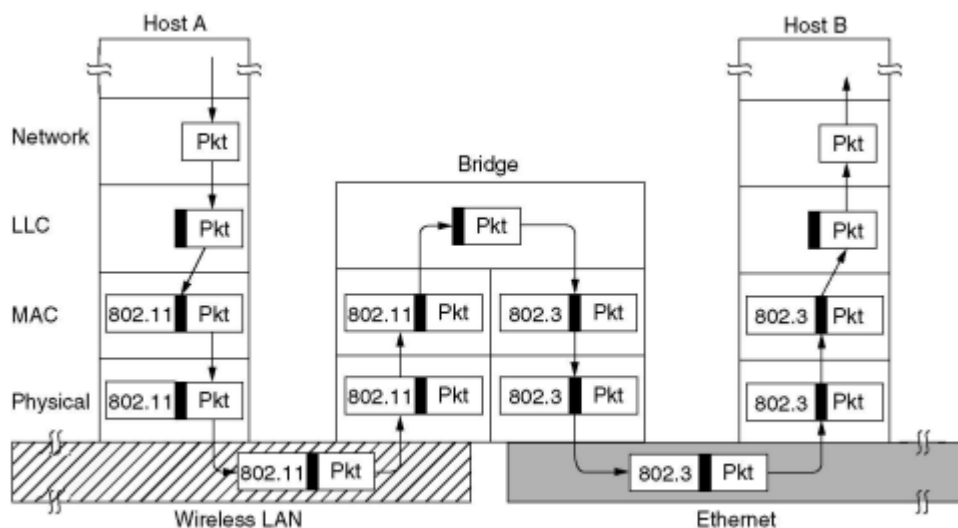 Host A
Host B
Network
Pkt
Pkt
Bridge
LLC
Pkt
Pkt
Pkt
MAC
802.11 Pkt
802.11 Pkt
802.3 Pkt
802.3 Pkt
Physical
802.11 Pkt
802.11 Pkt
802.3 Pkt
802.3 Pkt
802.11 Pkt
802.3 Pkt
Wireless LAN
Ethernet